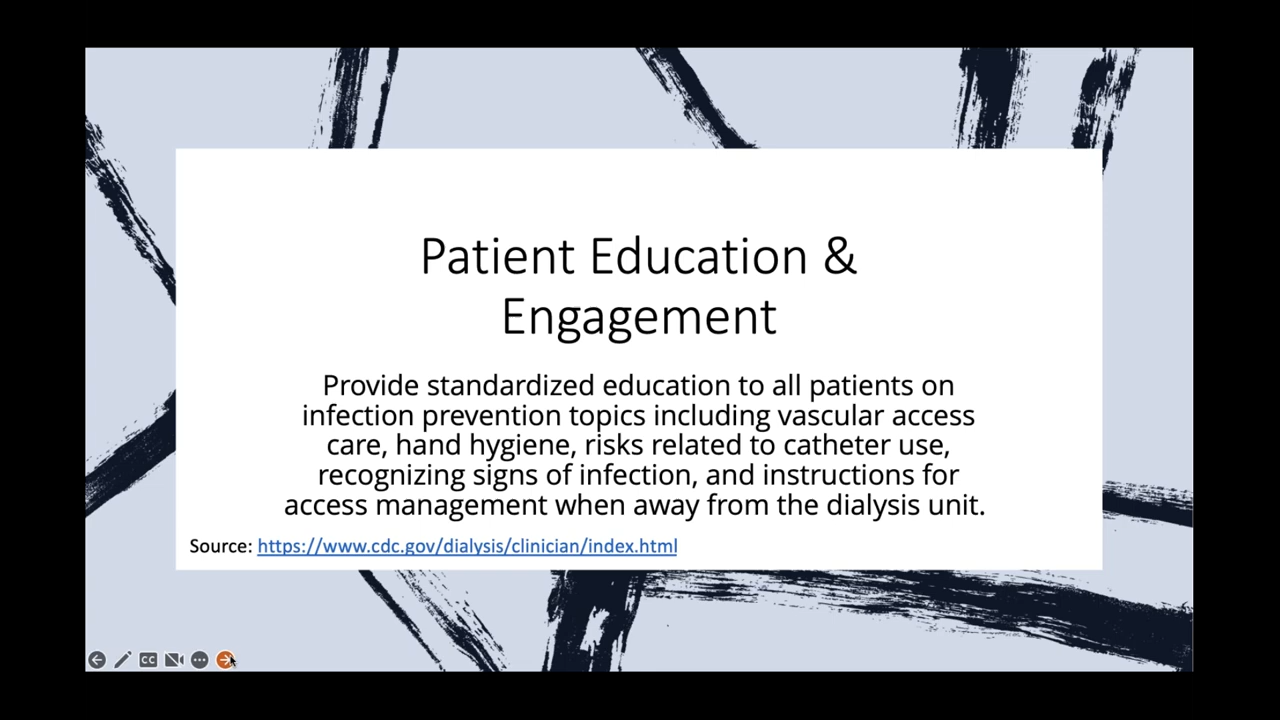 Patient Education &
Engagement
Provide standardized education to all patients on
infection prevention topics including vascular access
care, hand hygiene, risks related to catheter use,
recognizing signs of infection, and instructions for
access management when away from the dialysis unit.
Source: https://www.cdc.gov/dialysis/clinician/index.html
CC